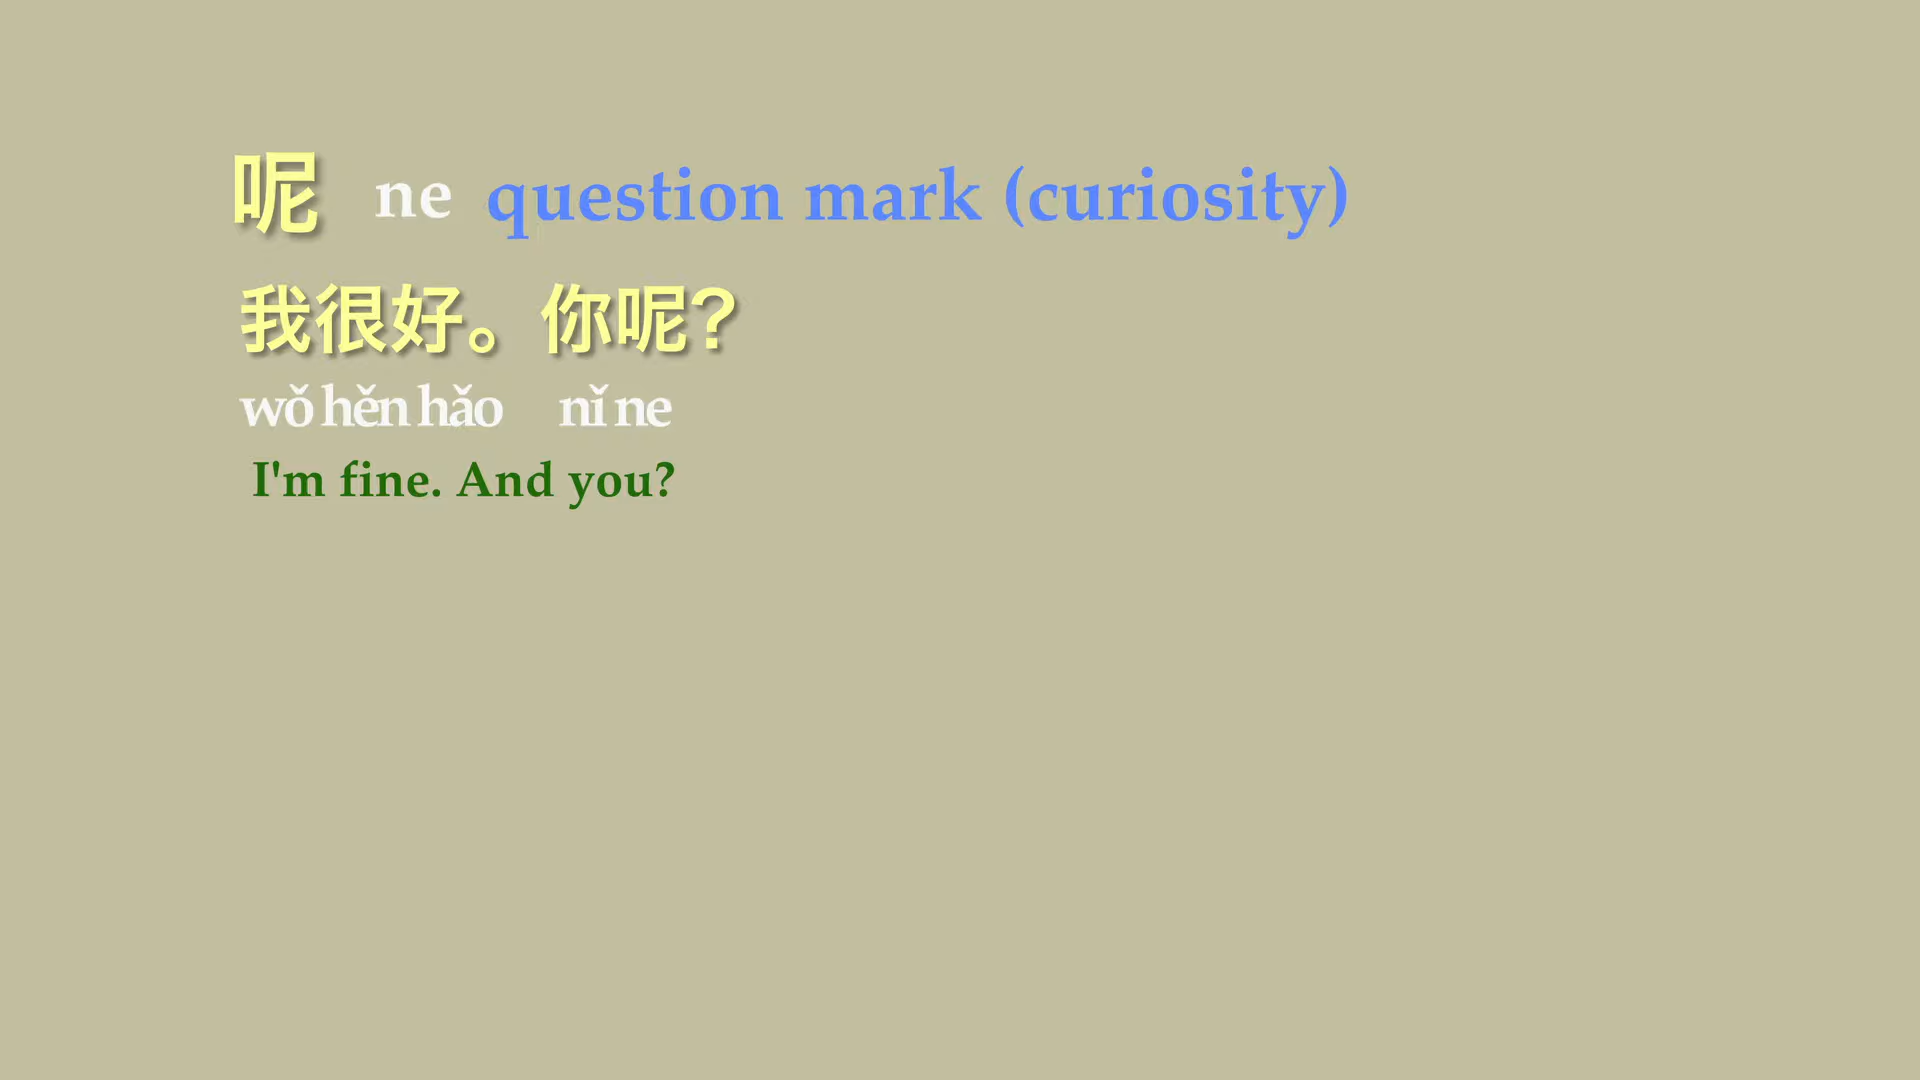 呢 ne question mark (curiosity)
我很好。你呢？
wǒ hěn hǎo nǐ ne
I'm fine. And you?